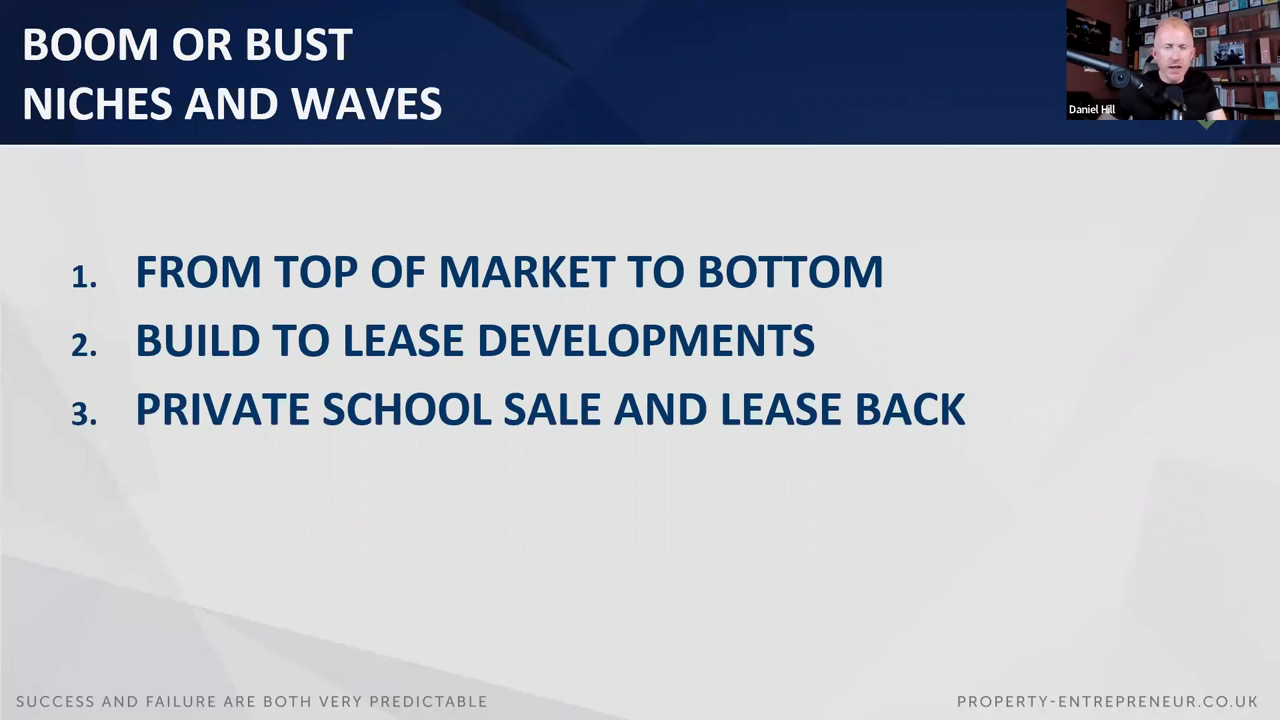 BOOM OR BUST
NICHES AND WAVES
Daniel Hill
1. FROM TOP OF MARKET TO BOTTOM
2. BUILD TO LEASE DEVELOPMENTS
3. PRIVATE SCHOOL SALE AND LEASE BACK
SUCCESS AND FAILURE ARE BOTH VERY PREDICTABLE
PROPERTY-ENTREPRENEUR.CO.UK